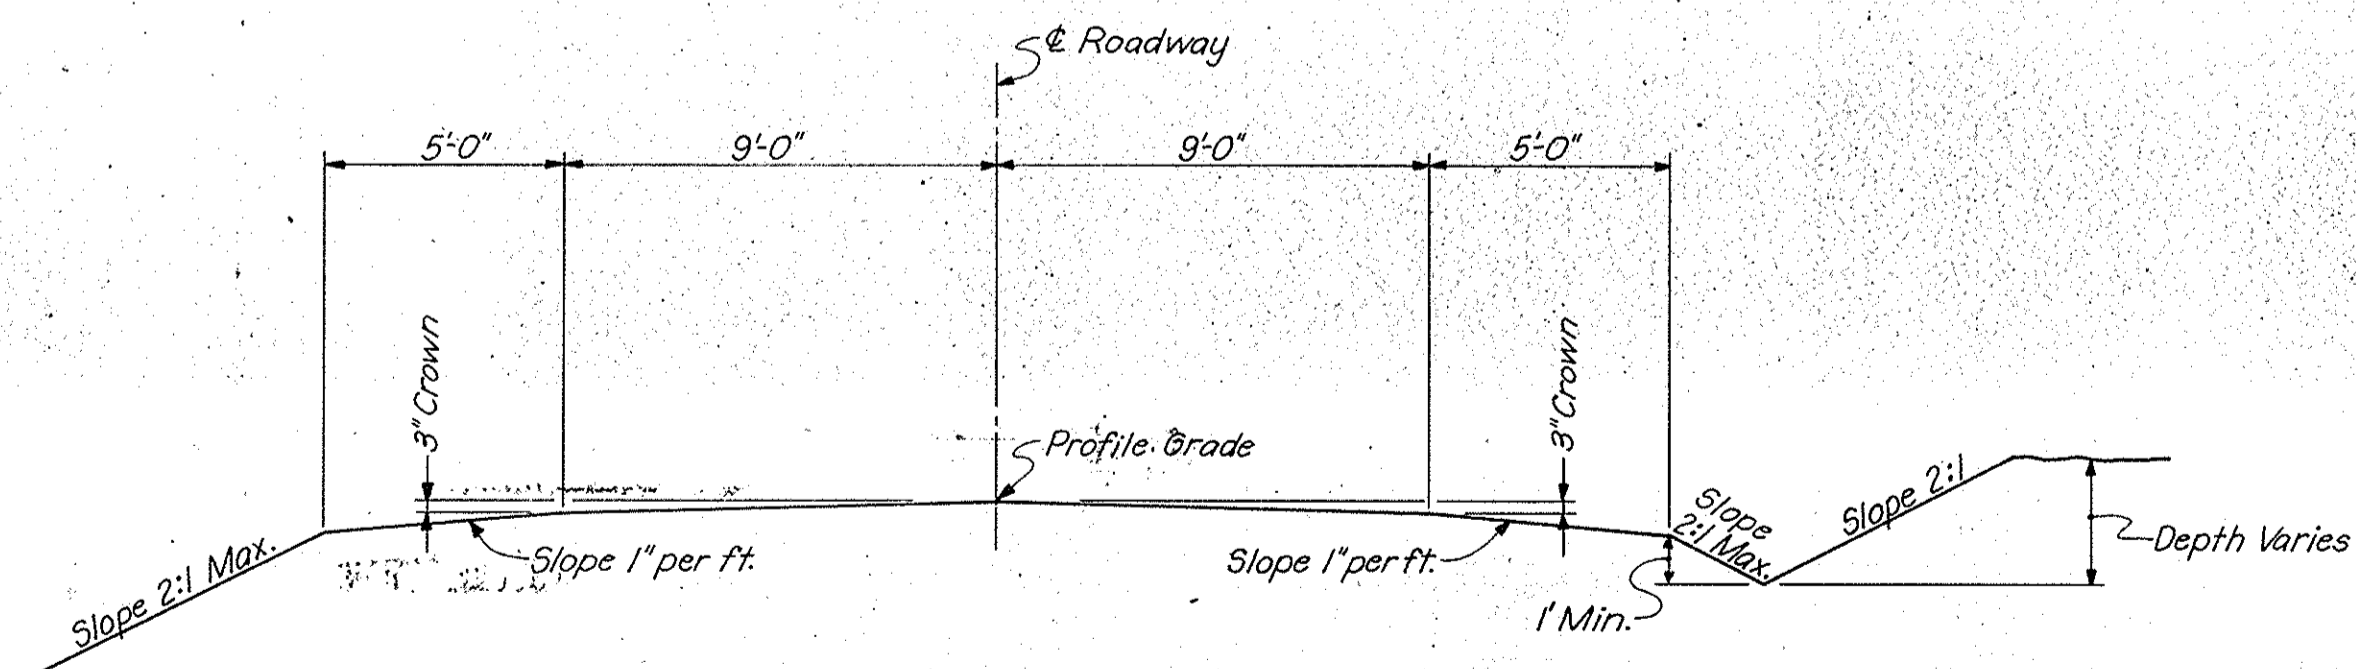 ℄ Roadway
5'-0"
9'-0"
9'-0"
5'-0"
3" Crown
3" Crown
Profile Grade
Slope 2:1 Max.
Slope 1" per ft.
Slope 1" per ft.
Slope
2:1 Max.
Slope 2:1
Depth Varies
1' Min.